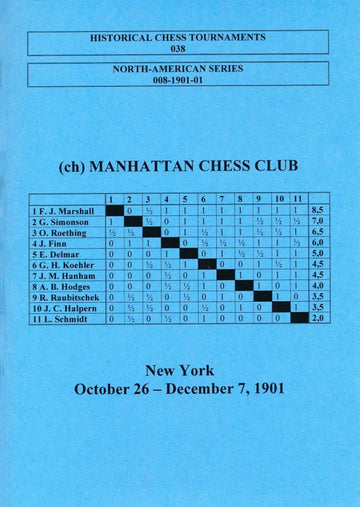 HISTORICAL CHESS TOURNAMENTS
038
NORTH-AMERICAN SERIES
008-1901-01
(ch) MANHATTAN CHESS CLUB
1 2 3 4 5 6 7 8 9 10 11
1 F. J. Marshall 0 ½ 1 1 1 1 1 1 1 1 8,5
2 G. Simonson 1 ½ 0 1 1 1 1 ½ ½ ½ 7,0
3 O. Roething ½ ½ 0 1 ½ 1 1 ½ ½ 1 6,5
4 J. Finn 0 1 1 0 ½ ½ ½ 1 1 ½ 6,0
5 E. Delmar 0 0 0 1 0 1 ½ ½ 1 1 5,0
6 G. H. Koehler 0 0 ½ ½ 1 0 0 1 ½ 1 4,5
7 J. M. Hanham 0 0 0 ½ 0 1 1 0 1 1 4,5
8 A. B. Hodges 0 0 0 ½ ½ 1 0 1 0 1 4,0
9 R. Raubitschek 0 ½ ½ 0 ½ 0 1 0 1 0 3,5
10 J. C. Halpern 0 ½ ½ 0 0 ½ 0 1 0 1 3,5
11 L. Schmidt 0 ½ 0 ½ 0 0 0 0 1 0 2,0
New York
October 26 – December 7, 1901